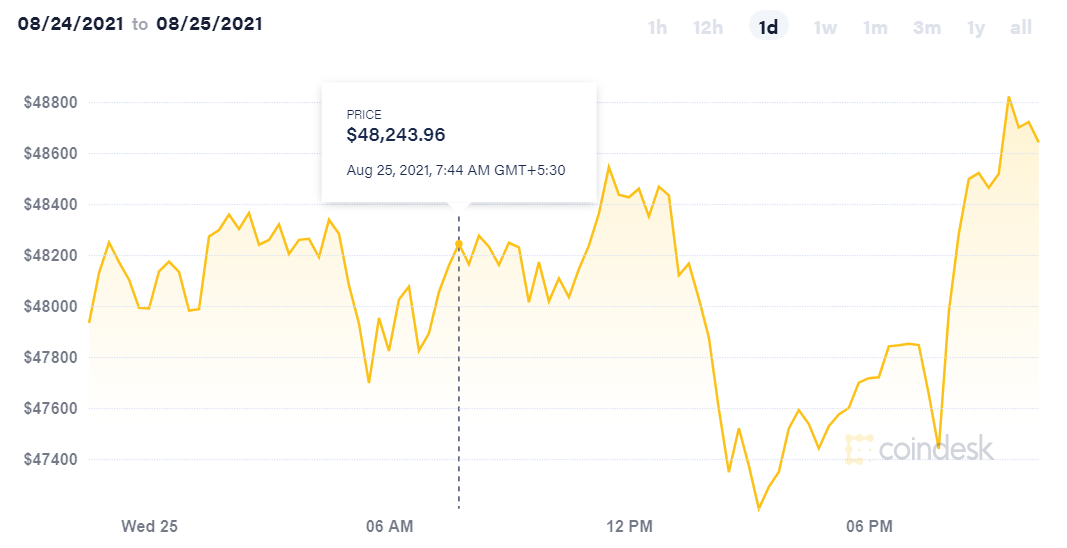 08/24/2021 to 08/25/2021
1h 12h 1d 1w 1m 3m 1y all
PRICE
$48,243.96
Aug 25, 2021, 7:44 AM GMT+5:30
$48800
$48600
$48400
$48200
$48000
$47800
$47600
$47400
coindesk
Wed 25 06 AM 12 PM 06 PM